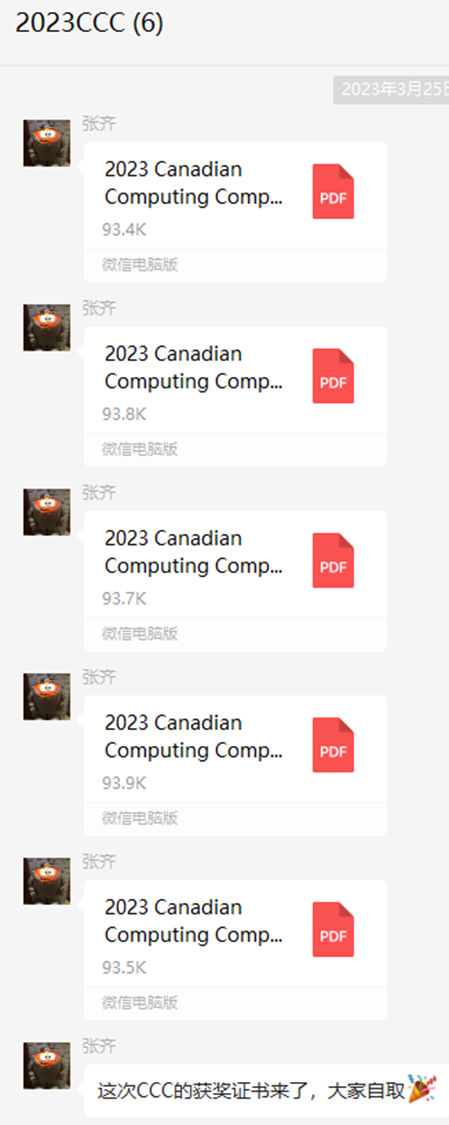 2023CCC (6)
2023年3月25日
张齐
2023 Canadian
Computing Comp...
PDF
93.4K
微信电脑版
张齐
2023 Canadian
Computing Comp...
PDF
93.8K
微信电脑版
张齐
2023 Canadian
Computing Comp...
PDF
93.7K
微信电脑版
张齐
2023 Canadian
Computing Comp...
PDF
93.9K
微信电脑版
张齐
2023 Canadian
Computing Comp...
PDF
93.5K
微信电脑版
张齐
这次CCC的获奖证书来了，大家自取🎉